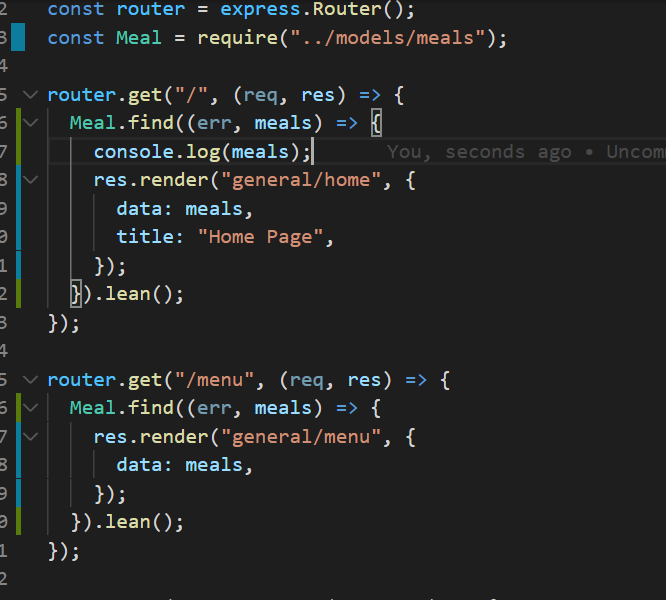 2 const router = express.Router();
3 const Meal = require("../models/meals");
4
5 router.get("/", (req, res) => {
6 Meal.find((err, meals) => {
7 console.log(meals); You, seconds ago • Uncom
8 res.render("general/home", {
9 data: meals,
0 title: "Home Page",
1 });
2 }).lean();
3 });
4
5 router.get("/menu", (req, res) => {
6 Meal.find((err, meals) => {
7 res.render("general/menu", {
8 data: meals,
9 });
0 }).lean();
1 });
2